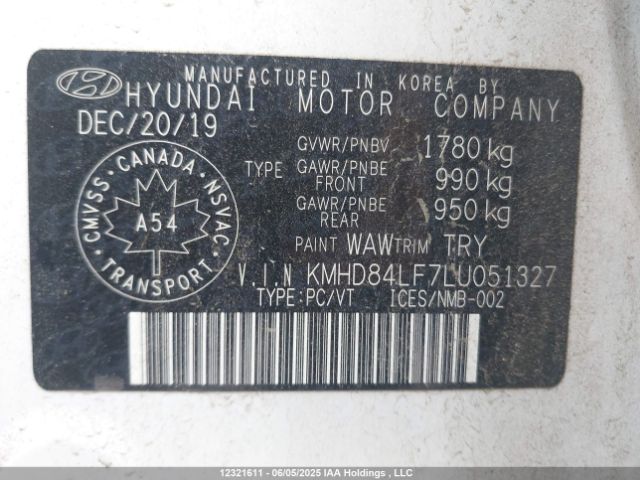 MANUFACTURED IN KOREA BY
HYUNDAI MOTOR COMPANY
DEC/20/19
GVWR/PNBV 1780 kg
TYPE GAWR/PNBE FRONT 990 kg
GAWR/PNBE REAR 950 kg
PAINT WAW TRIM TRY
CANADA
CMVSS NSVAC
A54
TRANSPORT
V.I.N KMHD84LF7LU051327
TYPE:PC/VT ICES/NMB-002
12321611 - 06/05/2025 IAA Holdings , LLC